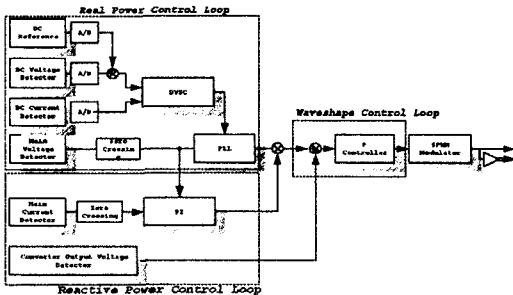 Real Power Control Loop
DC
Reference
A/D
DC Voltage
Detector
A/D
DC Current
Detector
A/D
DVSC
Main
Voltage
Detector
Zero
Crossing
PLL
Waveshape Control Loop
P
Controller
SPWM
Modulator
Main
Current
Detector
Zero
Crossing
PI
Converter Output Voltage
Detector
Reactive Power Control Loop